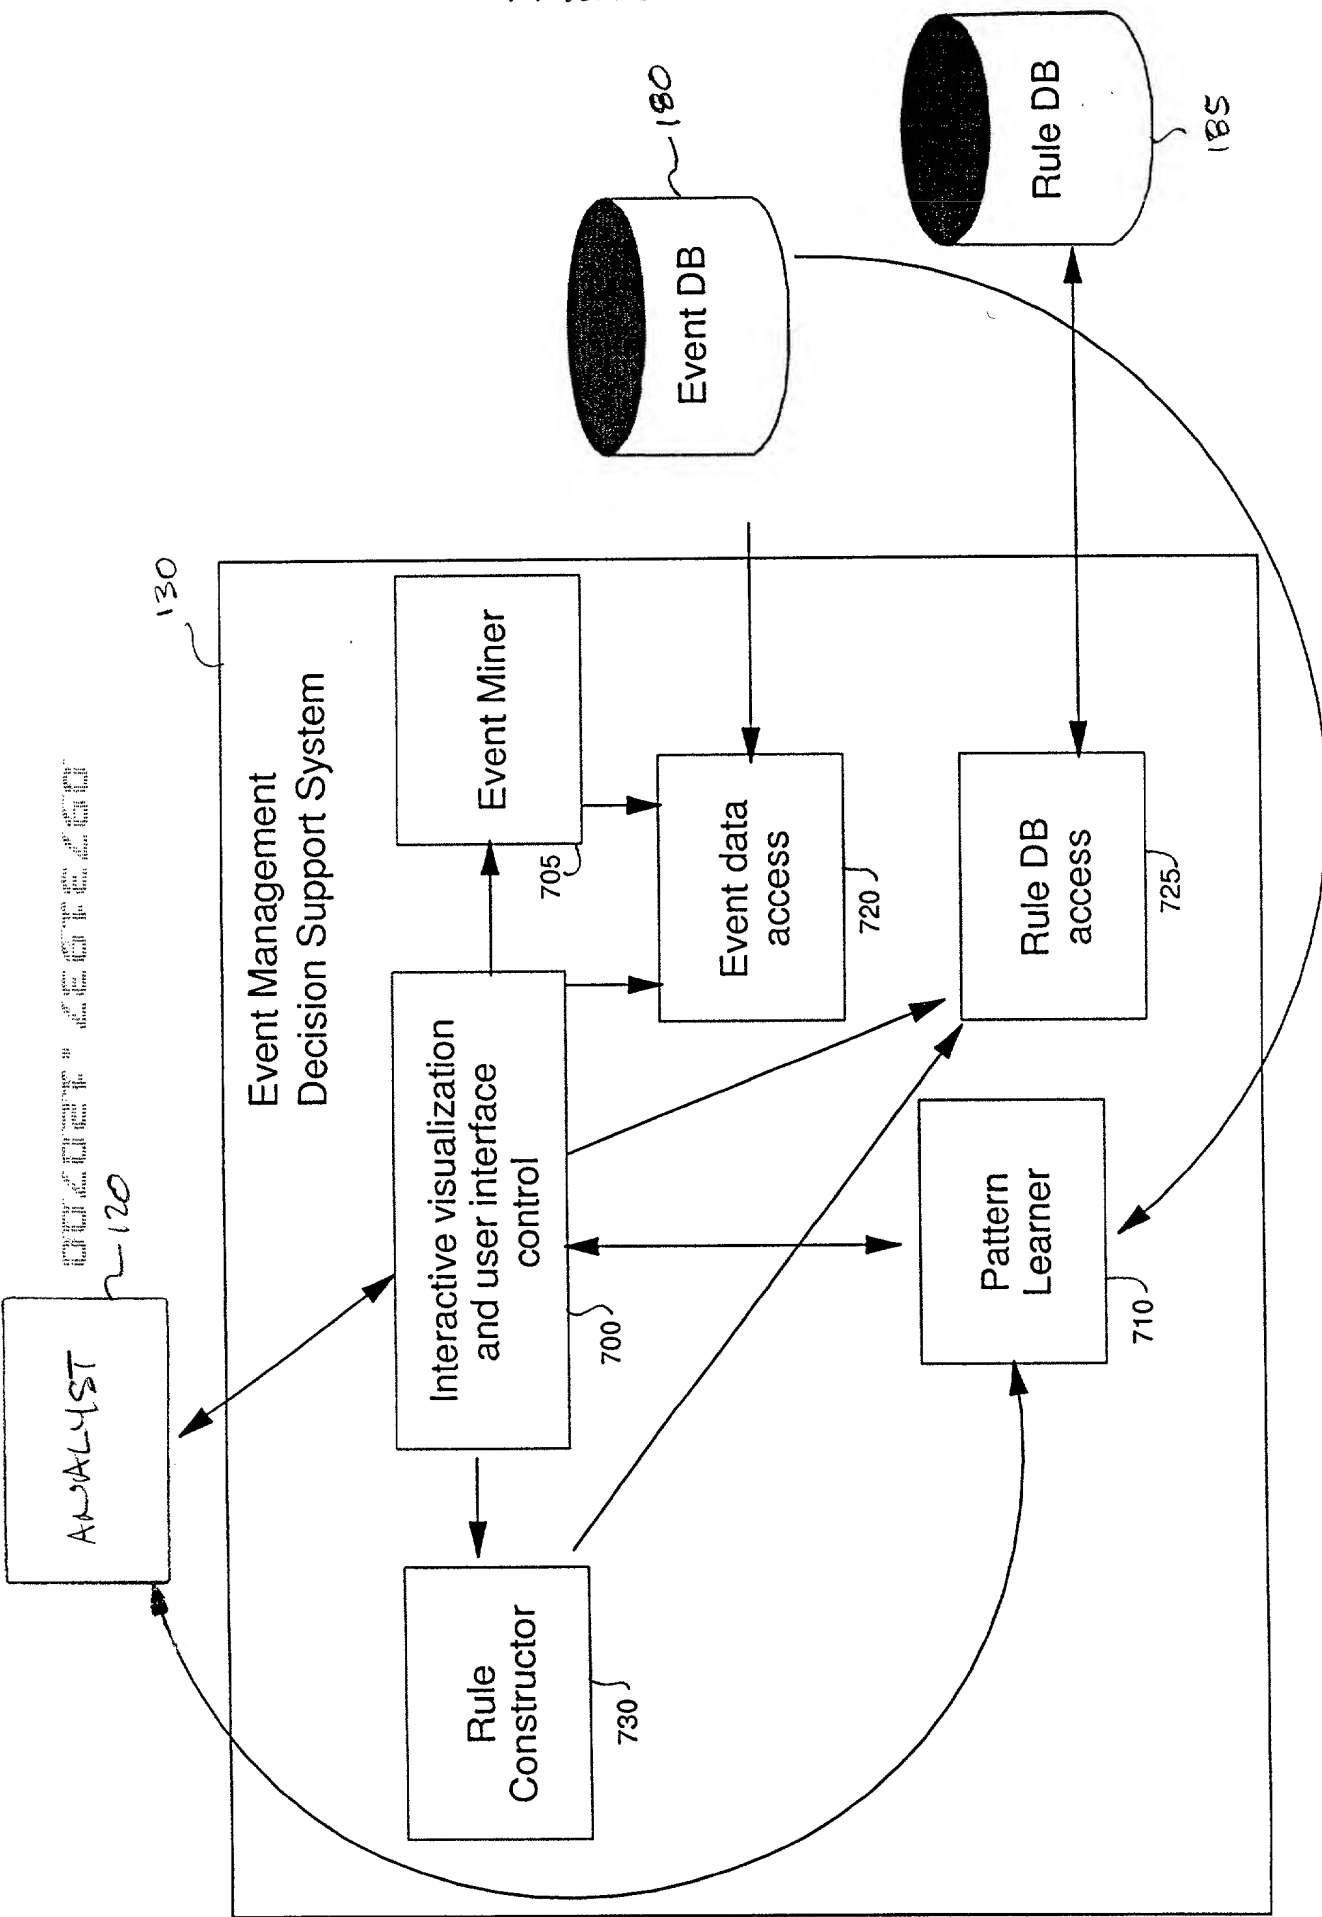 ANALYST
120
130
Event Management
Decision Support System
Rule
Constructor
730
Interactive visualization
and user interface
control
700
Event Miner
705
Event data
access
720
Pattern
Learner
710
Rule DB
access
725
Event DB
180
Rule DB
185